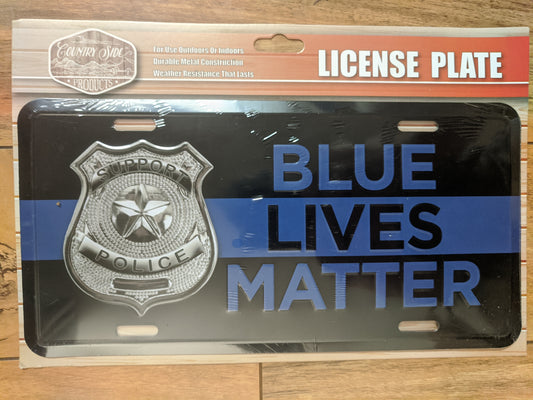 COUNTRY SIDE
PRODUCTS
For Use Outdoors Or Indoors
Durable Metal Construction
Weather Resistance That Lasts
LICENSE PLATE
SUPPORT
POLICE
BLUE
LIVES
MATTER